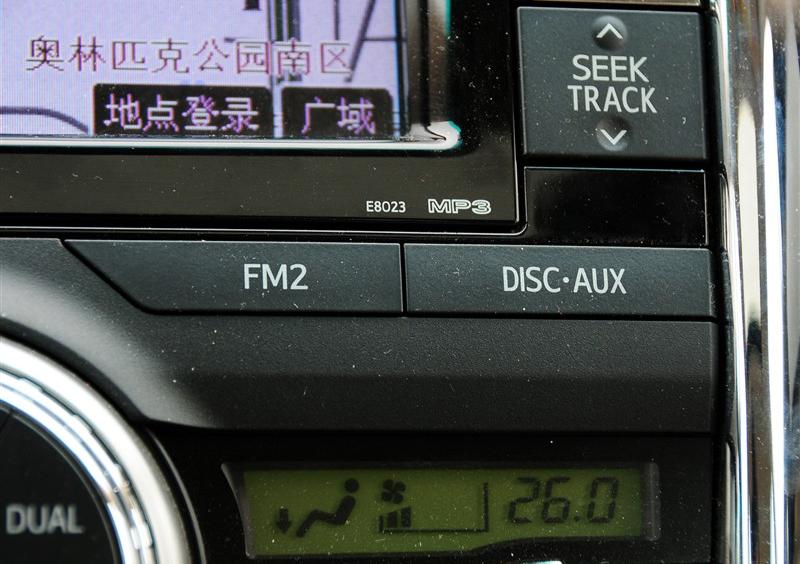 奥林匹克公园南区
地点登录 广域
SEEK
TRACK
E8023 MP3
FM2 DISC·AUX
DUAL
26.0